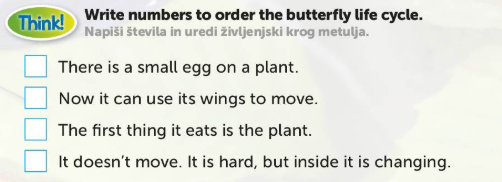 Think!
Write numbers to order the butterfly life cycle.
Napiši števila in uredi življenjski krog metulja.
There is a small egg on a plant.
Now it can use its wings to move.
The first thing it eats is the plant.
It doesn't move. It is hard, but inside it is changing.